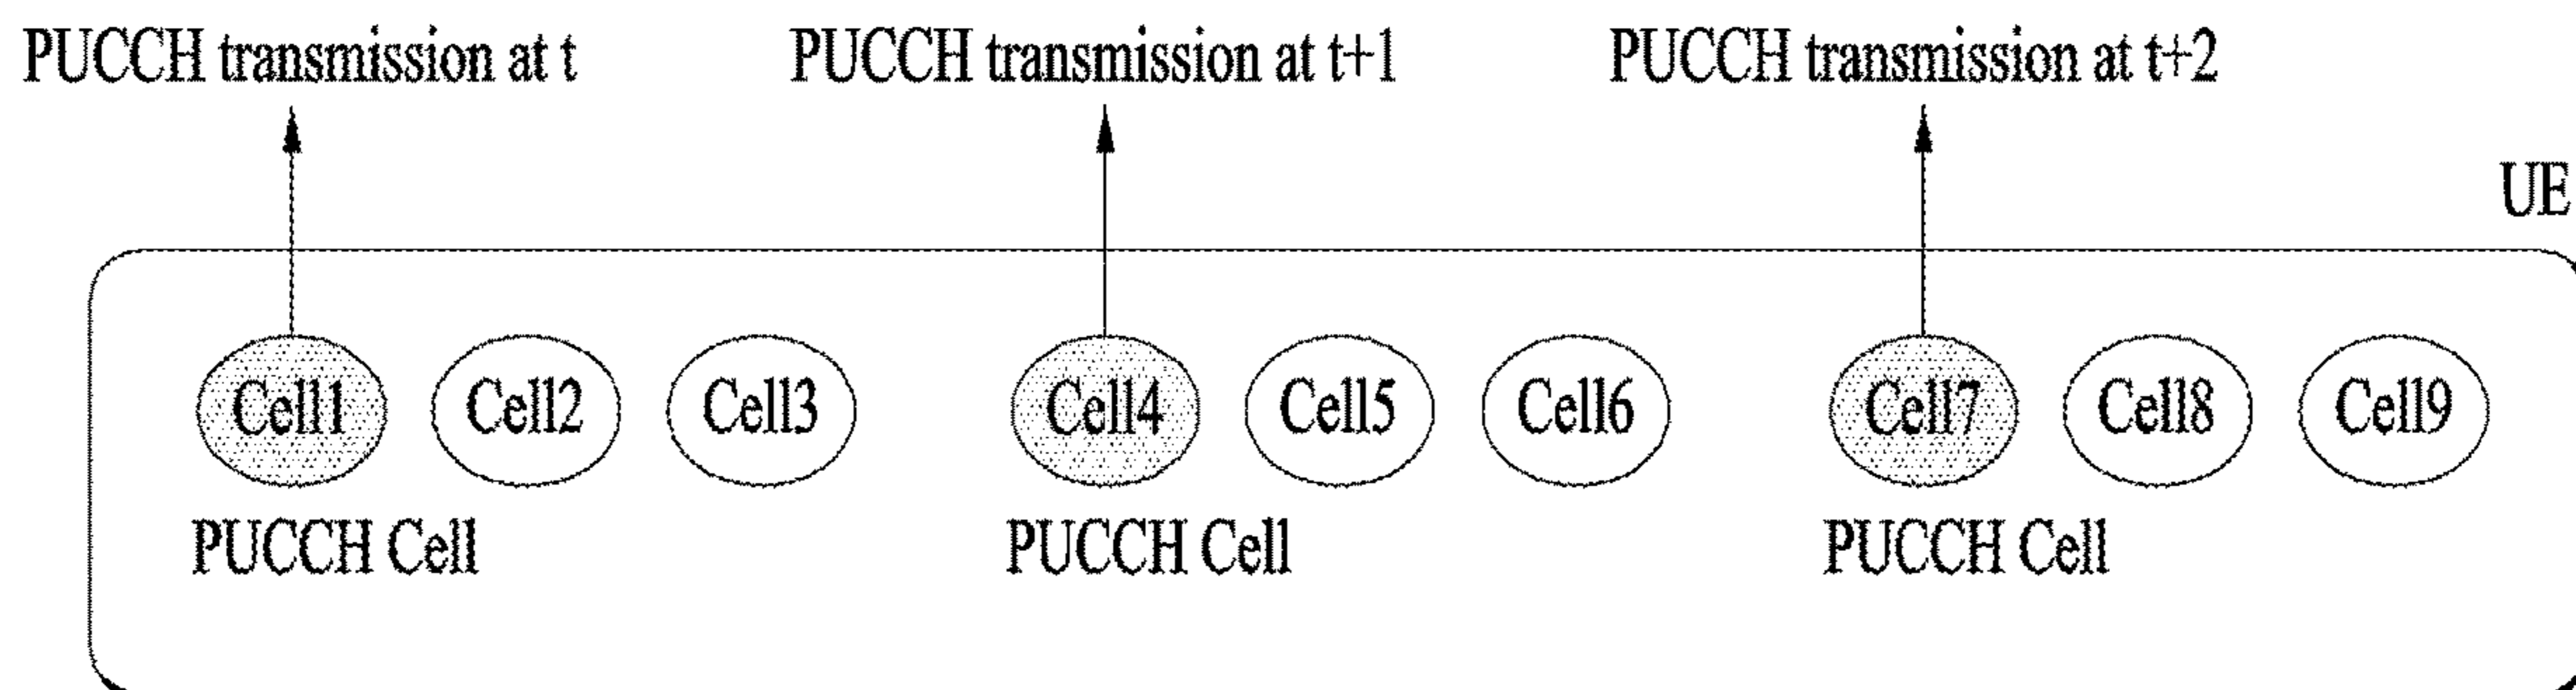 PUCCH transmission at t
PUCCH transmission at t+1
PUCCH transmission at t+2
UE
Cell1
Cell2
Cell3
Cell4
Cell5
Cell6
Cell7
Cell8
Cell9
PUCCH Cell
PUCCH Cell
PUCCH Cell